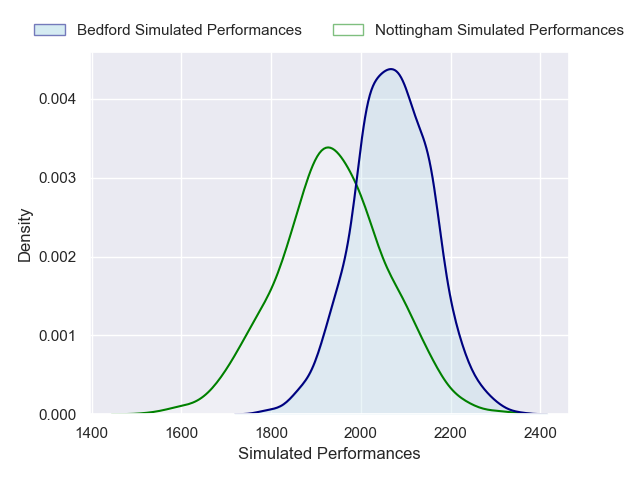 Bedford Simulated Performances
Nottingham Simulated Performances
0.004
0.003
0.002
0.001
0.000
Density
1400 1600 1800 2000 2200 2400
Simulated Performances